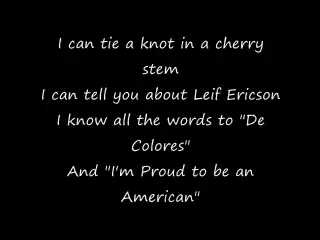 I can tie a knot in a cherry
stem
I can tell you about Leif Ericson
I know all the words to "De
Colores"
And "I'm Proud to be an
American"